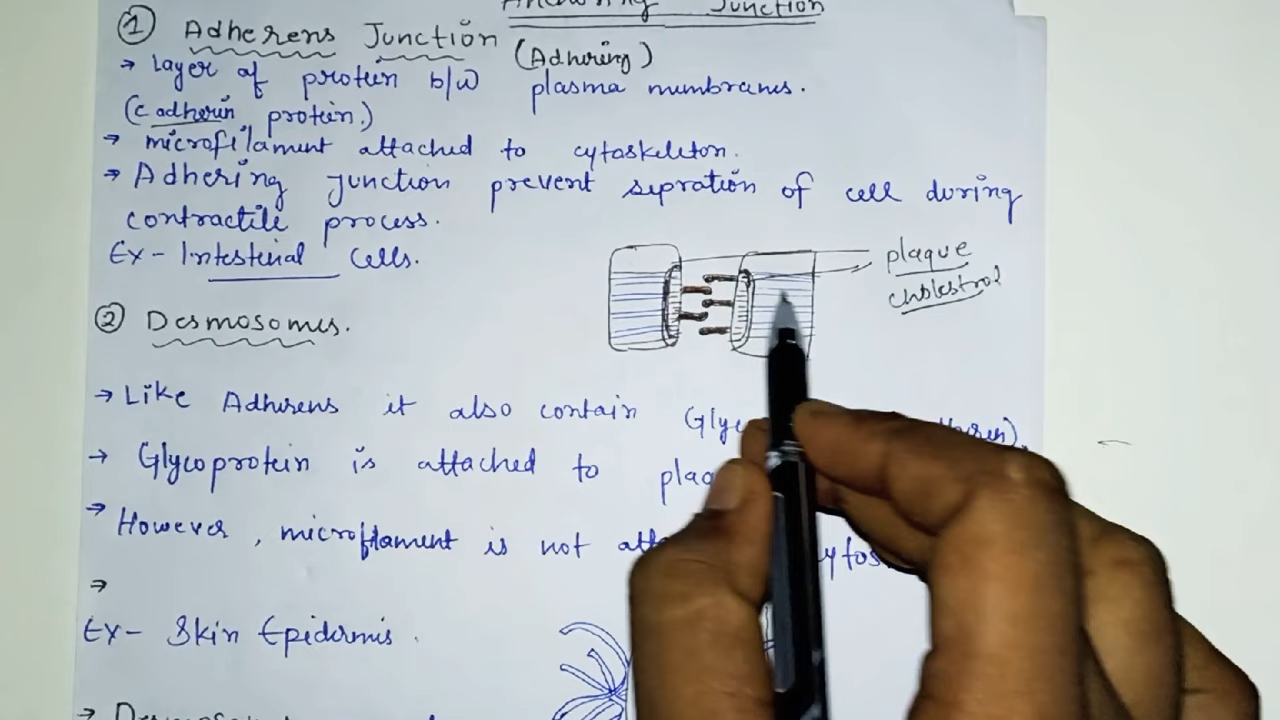 Junction
① Adherens Junction (Adhering)
→ Layer of protein b/w plasma membranes.
(Cadherin protein.)
→ microfilament attached to cytoskeleton.
→ Adhering junction prevent sepration of cell during
contractile process.
Ex - Intestinal cells.
plaque
cholestrol
② Desmosomes.
→ Like Adherens it also contain
→ Glycoprotein is attached to
→ However, microfilament is not
→
Ex - Skin Epidermis.
→